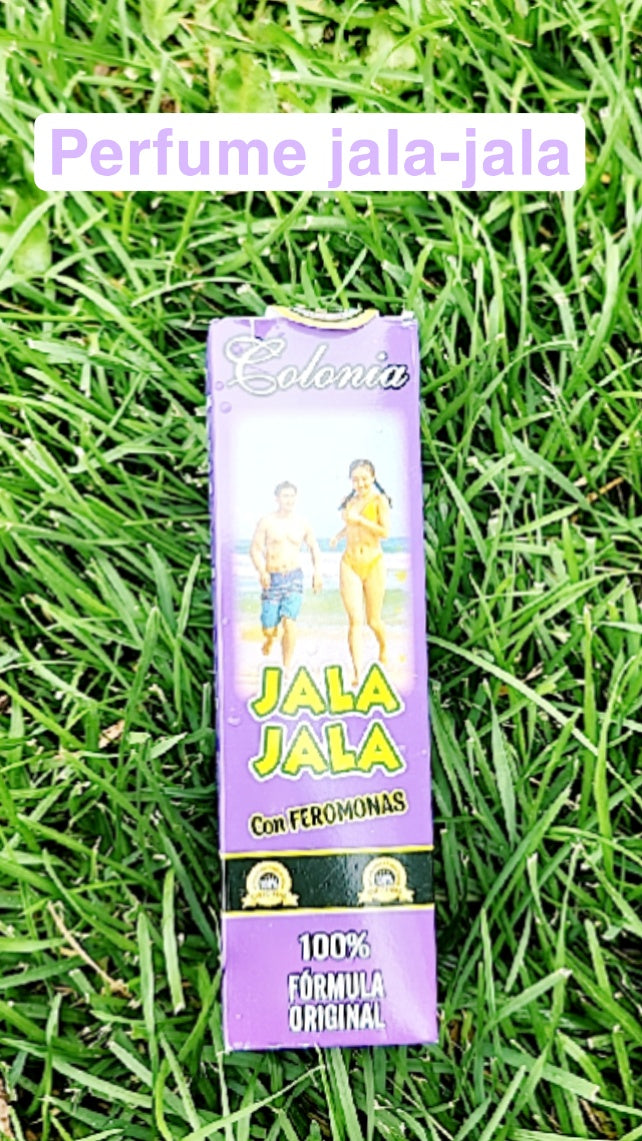 Perfume jala-jala
Colonia
JALA
JALA
Con FEROMONAS
100%
FÓRMULA
ORIGINAL